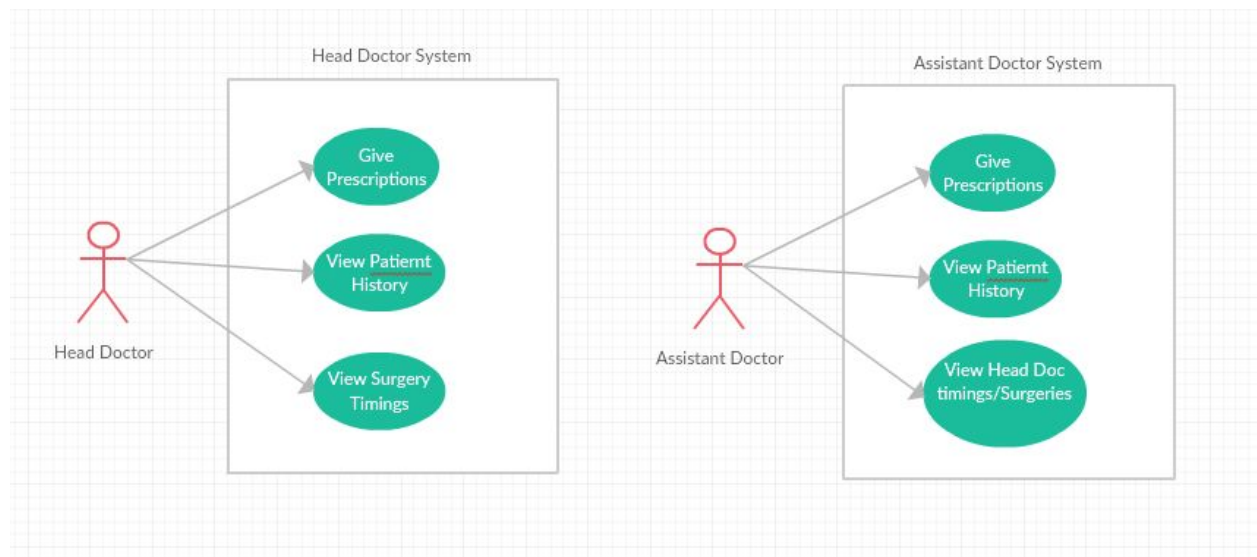 Head Doctor System
Give
Prescriptions
View Patiernt
History
View Surgery
Timings
Head Doctor
Assistant Doctor System
Give
Prescriptions
View Patiernt
History
View Head Doc
timings/Surgeries
Assistant Doctor